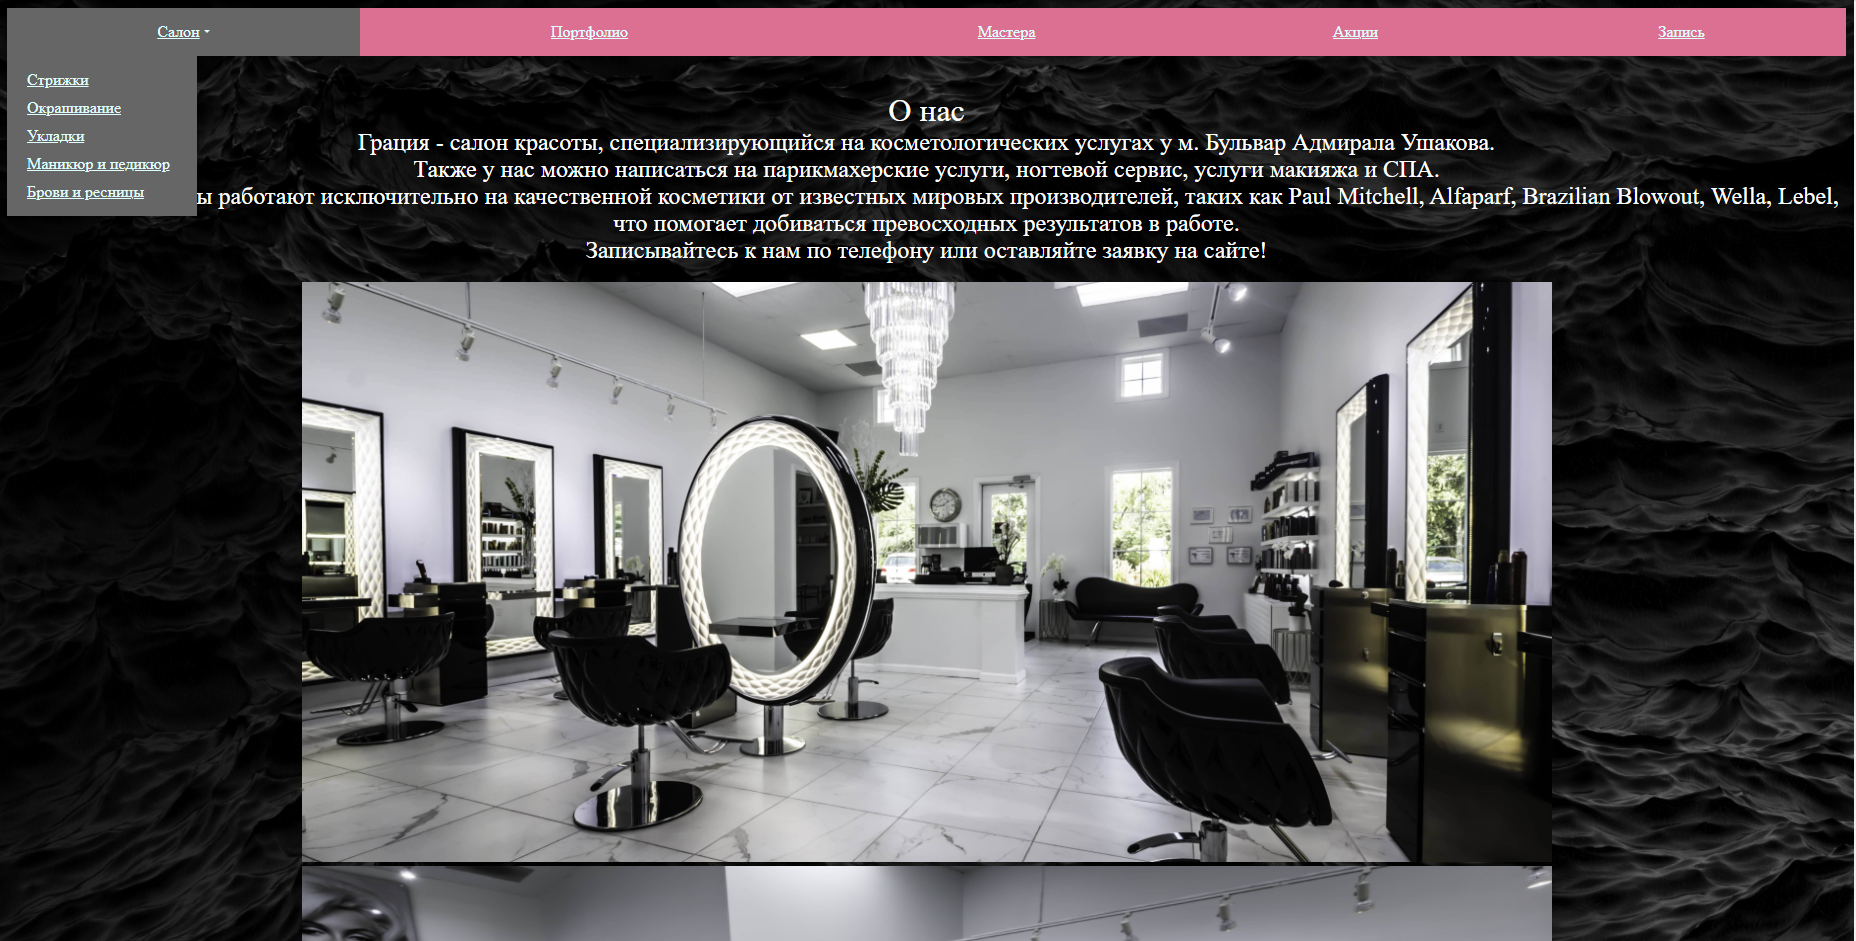 Салон Портфолио Мастера Акции Запись
Стрижки
Окрашивание
Укладки
Маникюр и педикюр
Брови и ресницы
О нас
Грация - салон красоты, специализирующийся на косметологических услугах у м. Бульвар Адмирала Ушакова.
Также у нас можно написаться на парикмахерские услуги, ногтевой сервис, услуги макияжа и СПА.
ы работают исключительно на качественной косметики от известных мировых производителей, таких как Paul Mitchell, Alfaparf, Brazilian Blowout, Wella, Lebel,
что помогает добиваться превосходных результатов в работе.
Записывайтесь к нам по телефону или оставляйте заявку на сайте!